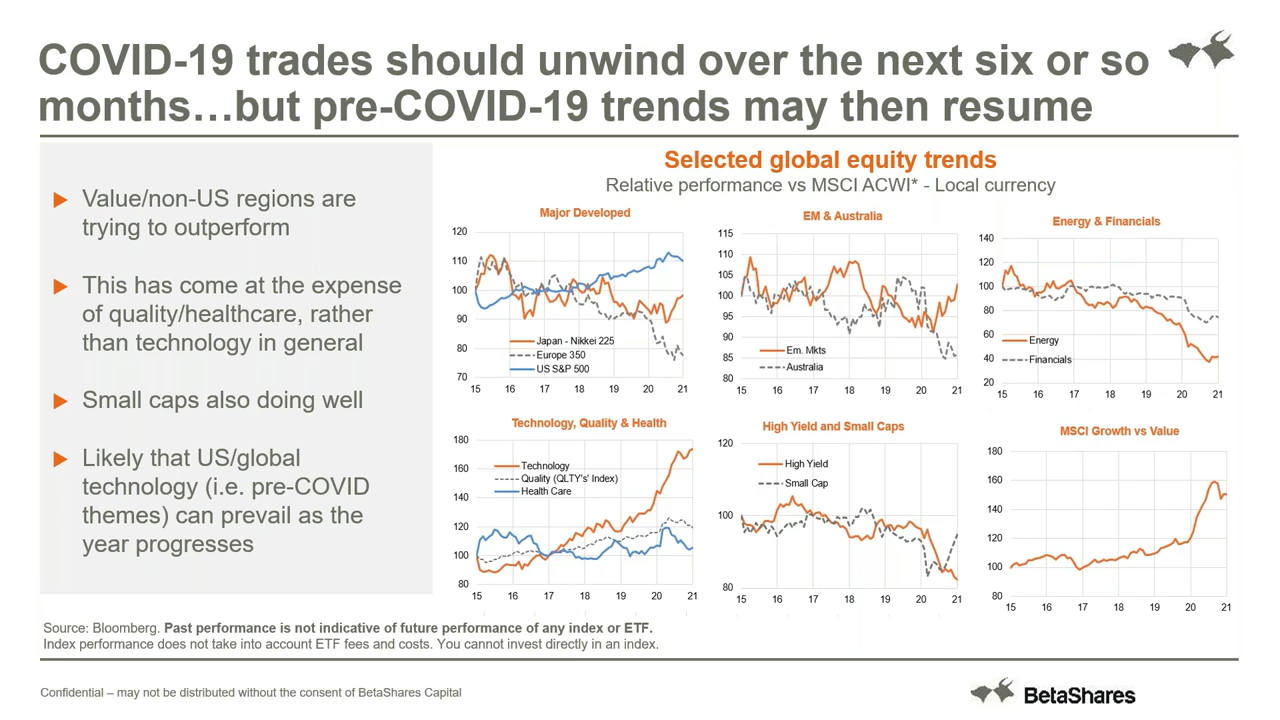 COVID-19 trades should unwind over the next six or so
months…but pre-COVID-19 trends may then resume
Value/non-US regions are
trying to outperform
This has come at the expense
of quality/healthcare, rather
than technology in general
Small caps also doing well
Likely that US/global
technology (i.e. pre-COVID
themes) can prevail as the
year progresses
Selected global equity trends
Relative performance vs MSCI ACWI* - Local currency
Major Developed
120
110
100
90
80
70
Japan - Nikkei 225
Europe 350
US S&P 500
15 16 17 18 19 20 21
EM & Australia
115
110
105
100
95
90
85
80
Em. Mkts
Australia
15 16 17 18 19 20 21
Energy & Financials
140
120
100
80
60
40
20
Energy
Financials
15 16 17 18 19 20 21
Technology, Quality & Health
180
160
140
120
100
80
Technology
Quality (QLTY's' Index)
Health Care
15 16 17 18 19 20 21
High Yield and Small Caps
120
100
80
High Yield
Small Cap
15 16 17 18 19 20 21
MSCI Growth vs Value
180
160
140
120
100
80
15 16 17 18 19 20 21
Source: Bloomberg. Past performance is not indicative of future performance of any index or ETF.
Index performance does not take into account ETF fees and costs. You cannot invest directly in an index.
Confidential – may not be distributed without the consent of BetaShares Capital
BetaShares